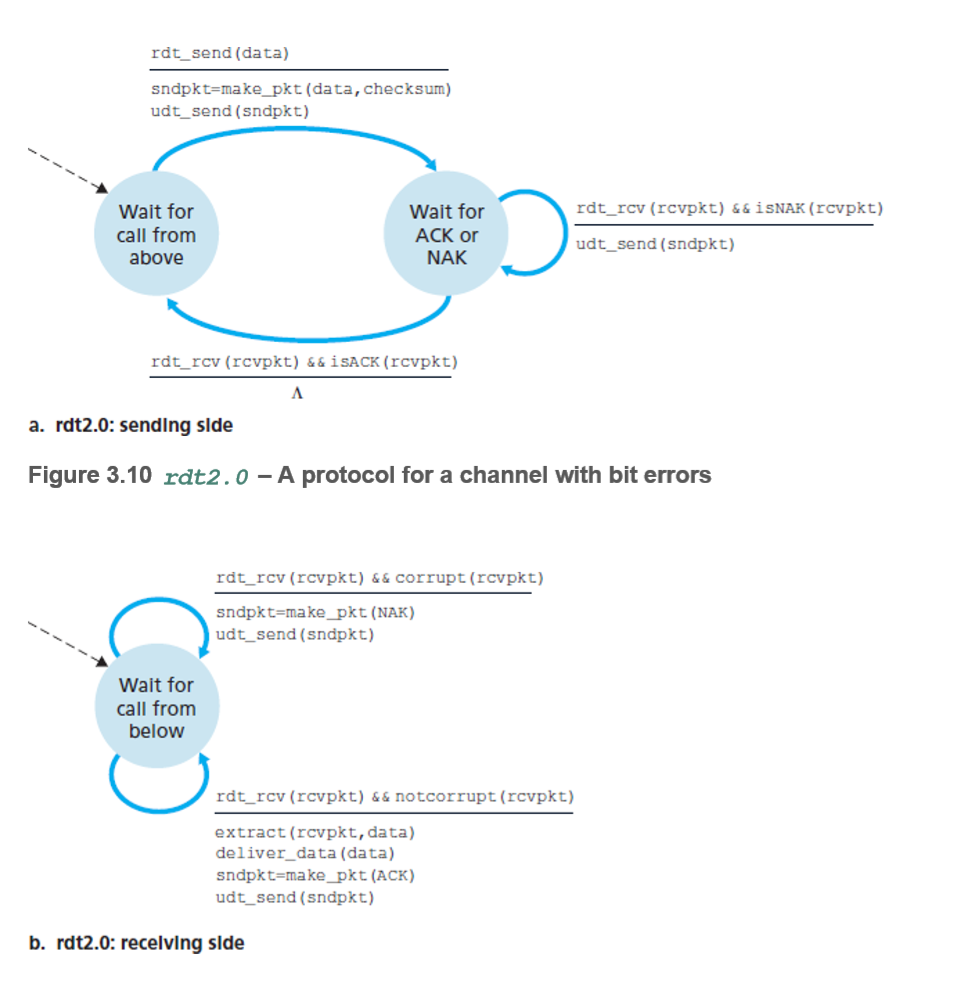 rdt_send(data)
sndpkt=make_pkt(data,checksum)
udt_send(sndpkt)
Wait for
call from
above
Wait for
ACK or
NAK
rdt_rcv(rcvpkt) && isNAK(rcvpkt)
udt_send(sndpkt)
rdt_rcv(rcvpkt) && isACK(rcvpkt)
Λ
a. rdt2.0: sending side
Figure 3.10 rdt2.0 – A protocol for a channel with bit errors
rdt_rcv(rcvpkt) && corrupt(rcvpkt)
sndpkt=make_pkt(NAK)
udt_send(sndpkt)
Wait for
call from
below
rdt_rcv(rcvpkt) && notcorrupt(rcvpkt)
extract(rcvpkt,data)
deliver_data(data)
sndpkt=make_pkt(ACK)
udt_send(sndpkt)
b. rdt2.0: receiving side